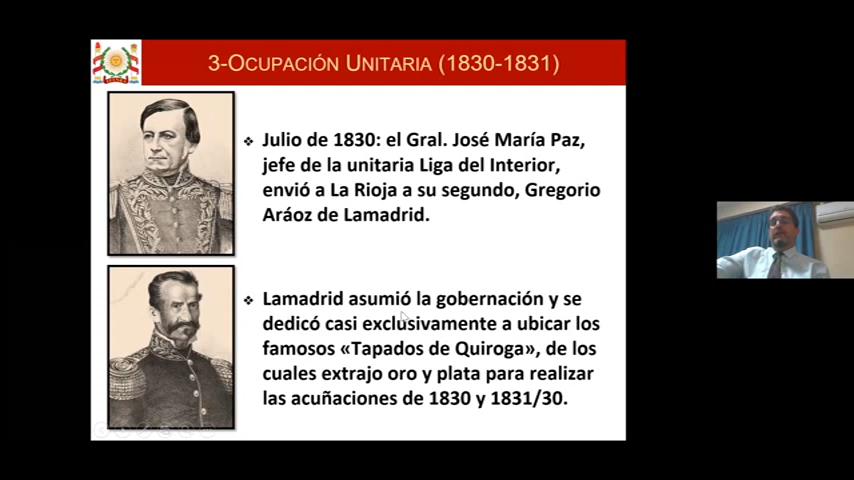 3-OCUPACIÓN UNITARIA (1830-1831)
❖ Julio de 1830: el Gral. José María Paz,
jefe de la unitaria Liga del Interior,
envió a La Rioja a su segundo, Gregorio
Aráoz de Lamadrid.
❖ Lamadrid asumió la gobernación y se
dedicó casi exclusivamente a ubicar los
famosos «Tapados de Quiroga», de los
cuales extrajo oro y plata para realizar
las acuñaciones de 1830 y 1831/30.